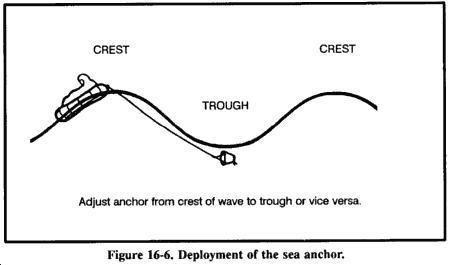 CREST CREST
TROUGH
Adjust anchor from crest of wave to trough or vice versa.
Figure 16-6. Deployment of the sea anchor.